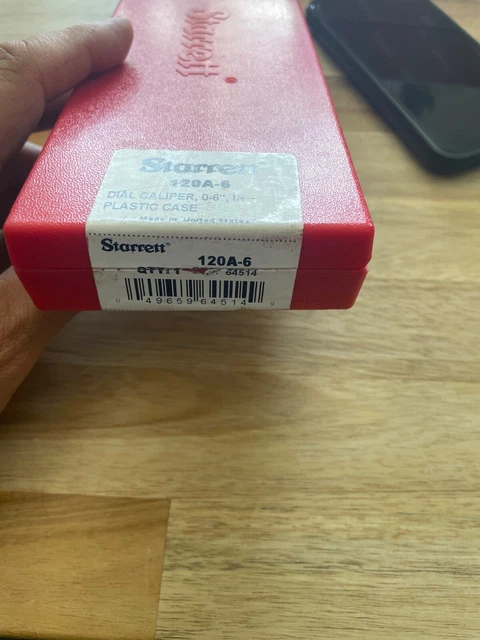 Starrett
Starrett
120A-6
DIAL CALIPER, 0-6", IN
PLASTIC CASE
Made in United States
Starrett
120A-6
QTY: 1 64514
0 49659 64514 9